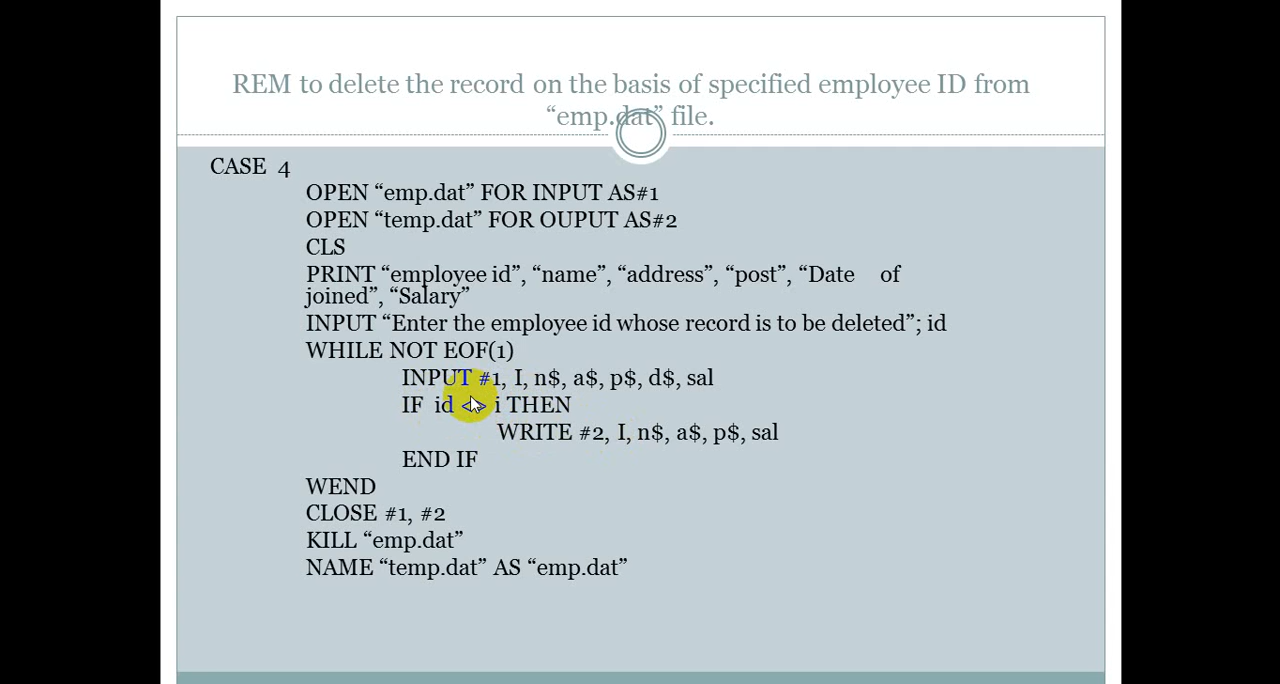 REM to delete the record on the basis of specified employee ID from
“emp.dat” file.
CASE 4
OPEN “emp.dat” FOR INPUT AS#1
OPEN “temp.dat” FOR OUPUT AS#2
CLS
PRINT “employee id”, “name”, “address”, “post”, “Date of
joined”, “Salary”
INPUT “Enter the employee id whose record is to be deleted”; id
WHILE NOT EOF(1)
INPUT #1, I, n$, a$, p$, d$, sal
IF id <> i THEN
WRITE #2, I, n$, a$, p$, sal
END IF
WEND
CLOSE #1, #2
KILL “emp.dat”
NAME “temp.dat” AS “emp.dat”